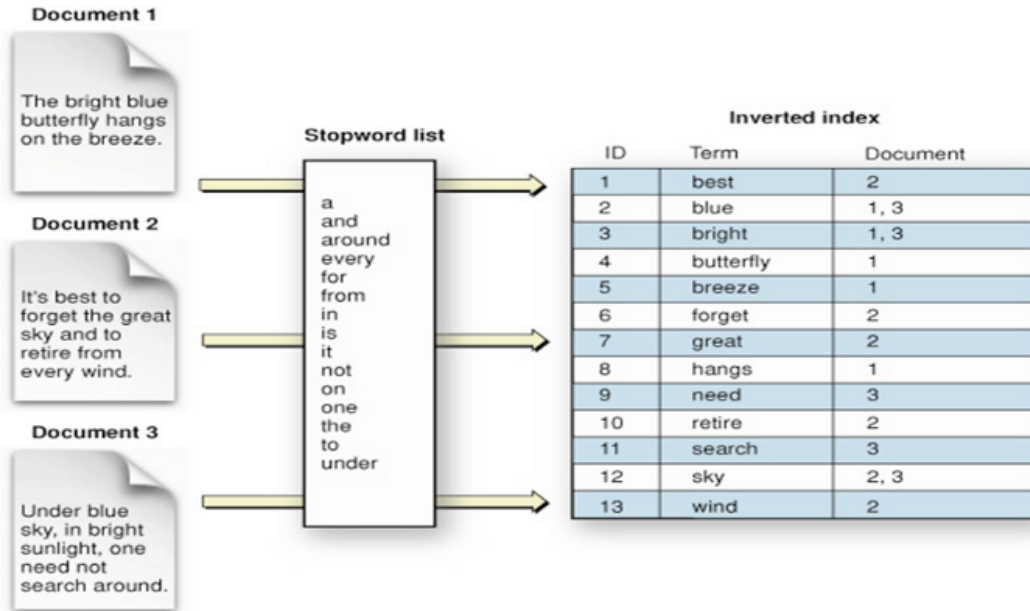 Document 1
The bright blue
butterfly hangs
on the breeze.
Document 2
It's best to
forget the great
sky and to
retire from
every wind.
Document 3
Under blue
sky, in bright
sunlight, one
need not
search around.
Stopword list
a
and
around
every
for
from
in
is
it
not
on
one
the
to
under
Inverted index
ID Term Document
1 best 2
2 blue 1, 3
3 bright 1, 3
4 butterfly 1
5 breeze 1
6 forget 2
7 great 2
8 hangs 1
9 need 3
10 retire 2
11 search 3
12 sky 2, 3
13 wind 2